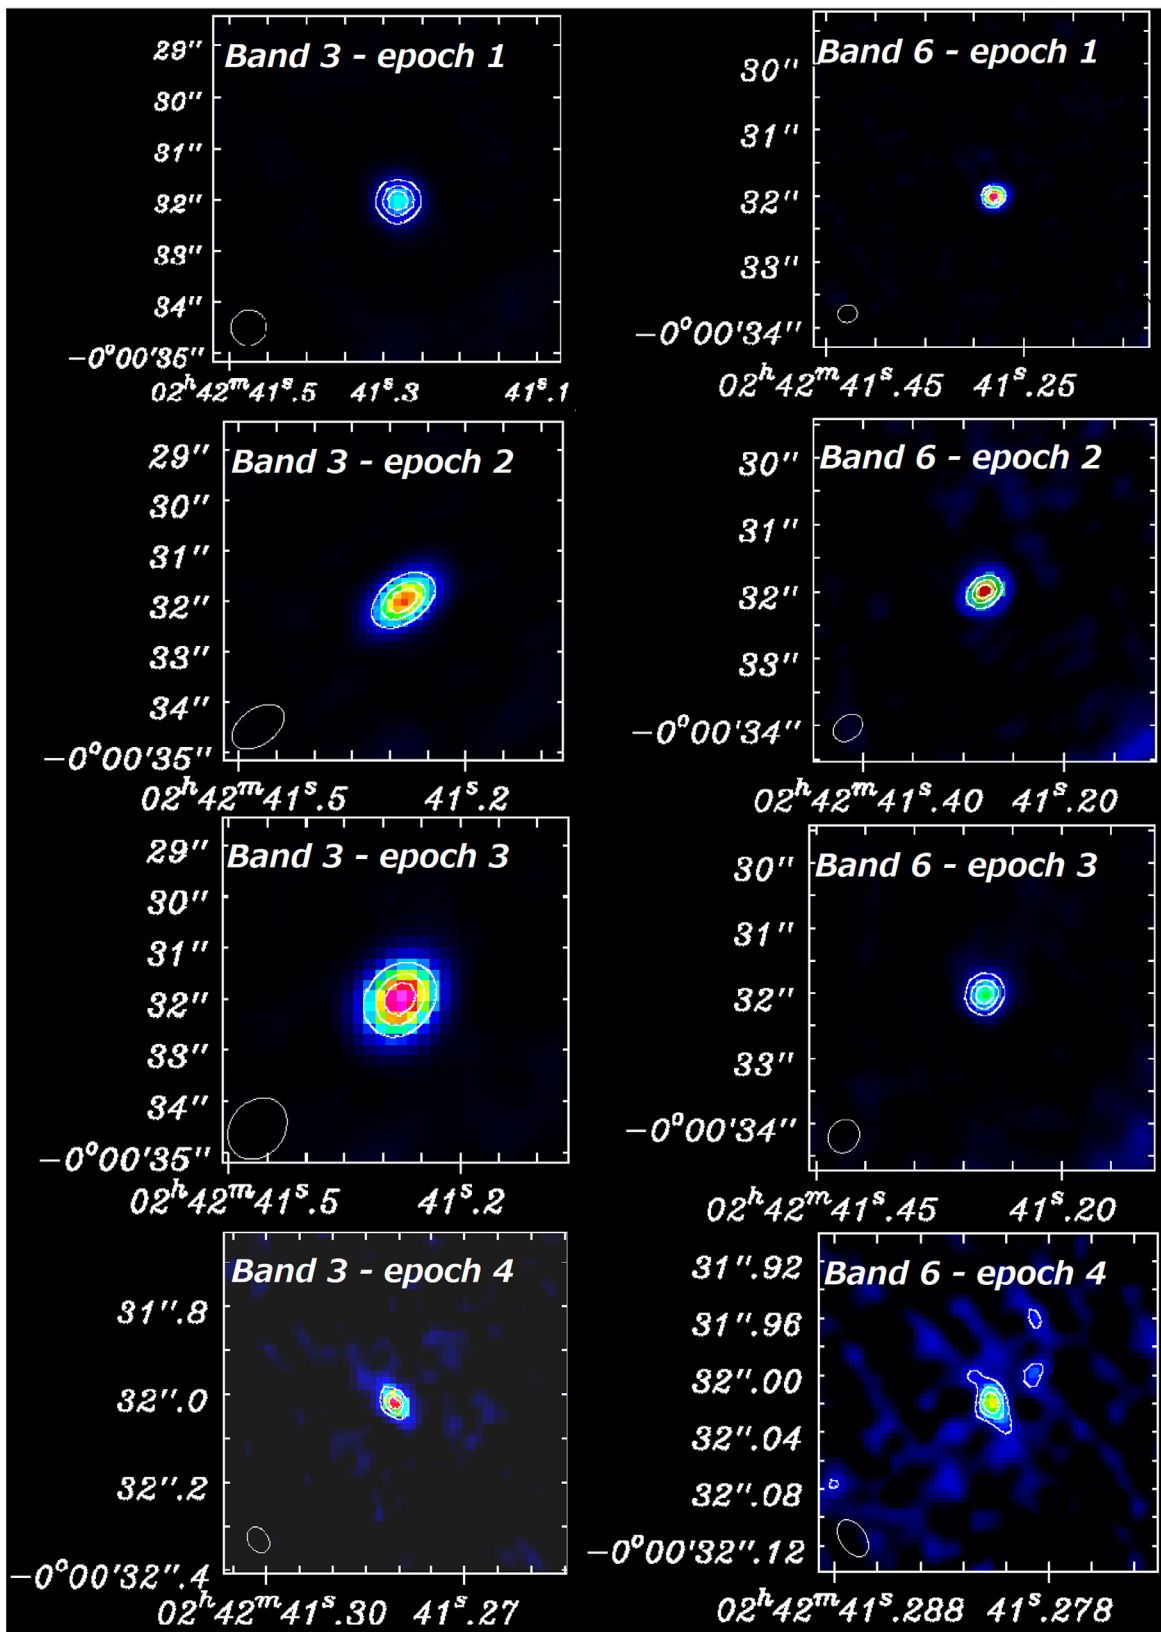 Band 3 - epoch 1
29"
30"
31"
32"
33"
34"
-0°00'35"
02ʰ42ᵐ41ˢ.5 41ˢ.3 41ˢ.1
Band 6 - epoch 1
30"
31"
32"
33"
-0°00'34"
02ʰ42ᵐ41ˢ.45 41ˢ.25
Band 3 - epoch 2
29"
30"
31"
32"
33"
34"
-0°00'35"
02ʰ42ᵐ41ˢ.5 41ˢ.2
Band 6 - epoch 2
30"
31"
32"
33"
-0°00'34"
02ʰ42ᵐ41ˢ.40 41ˢ.20
Band 3 - epoch 3
29"
30"
31"
32"
33"
34"
-0°00'35"
02ʰ42ᵐ41ˢ.5 41ˢ.2
Band 6 - epoch 3
30"
31"
32"
33"
-0°00'34"
02ʰ42ᵐ41ˢ.45 41ˢ.20
Band 3 - epoch 4
31".8
32".0
32".2
-0°00'32".4
02ʰ42ᵐ41ˢ.30 41ˢ.27
Band 6 - epoch 4
31".92
31".96
32".00
32".04
32".08
-0°00'32".12
02ʰ42ᵐ41ˢ.288 41ˢ.278